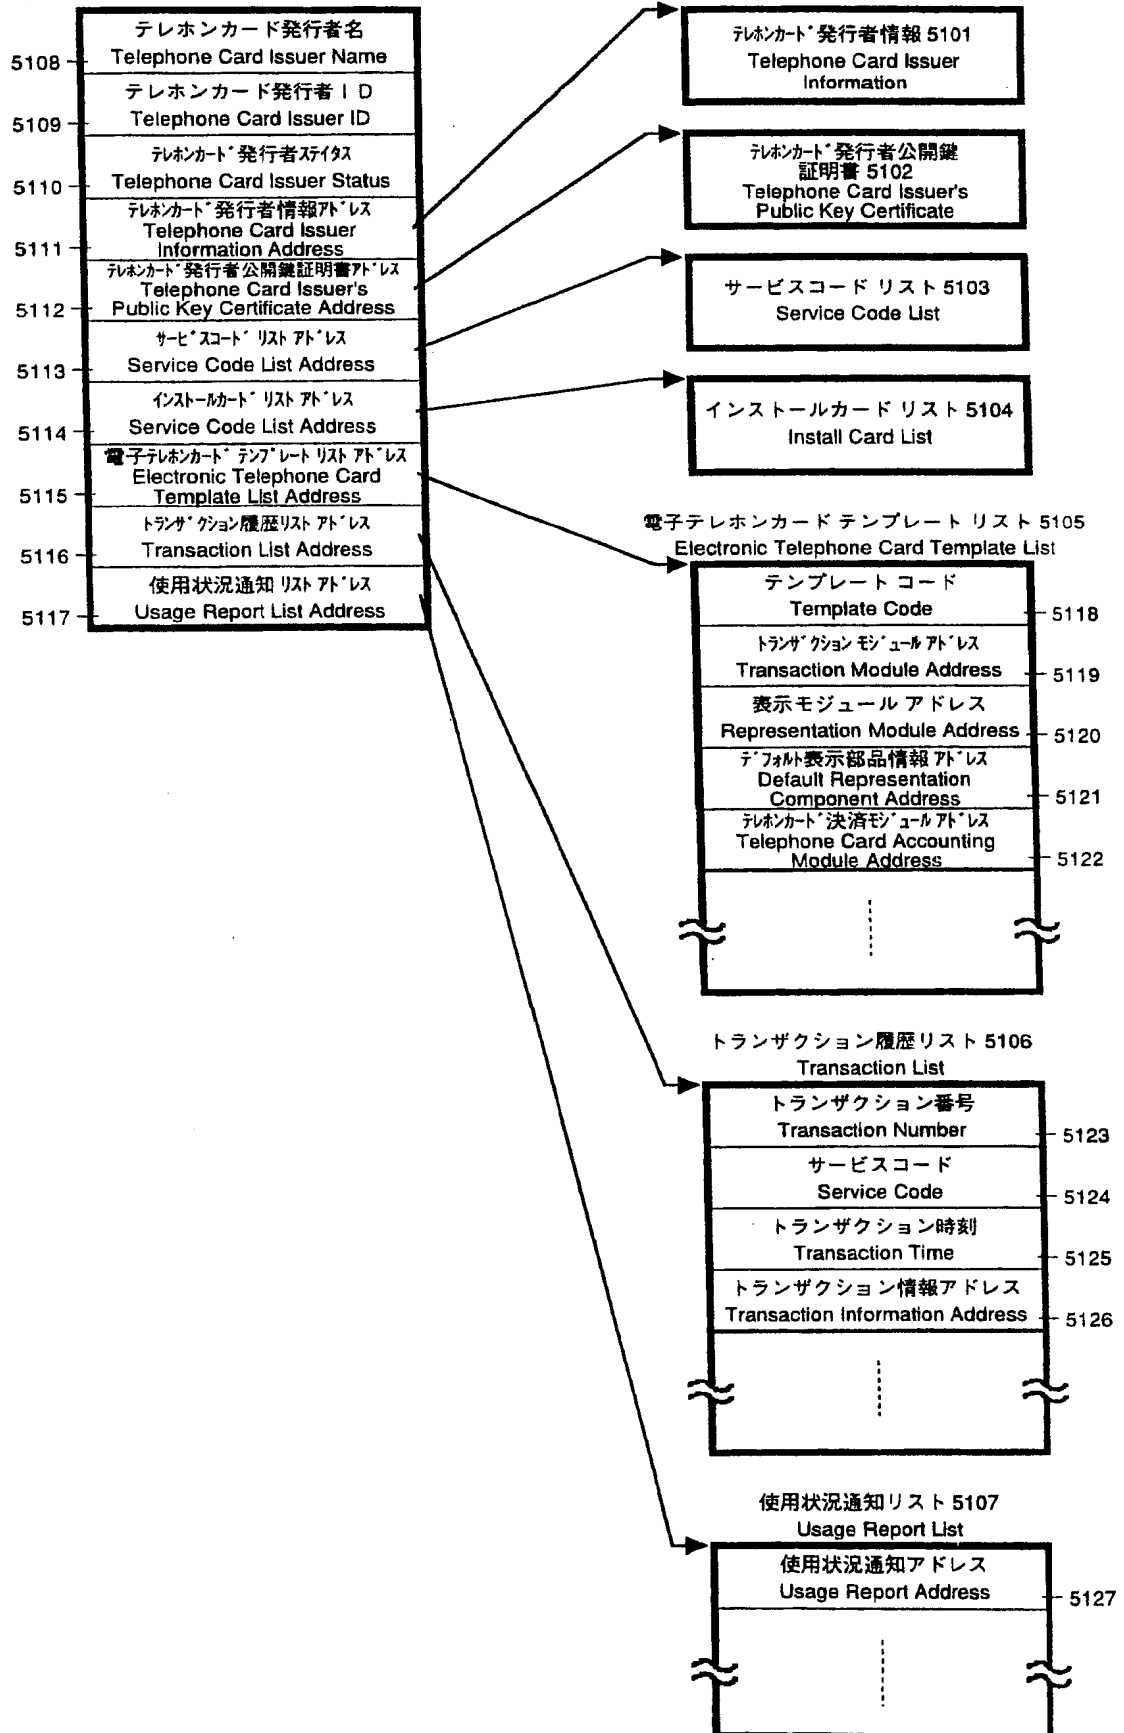 テレホンカード発行者名
Telephone Card Issuer Name
5108
テレホンカード発行者ID
Telephone Card Issuer ID
5109
ﾃﾚﾎﾝｶｰﾄﾞ発行者ｽﾃｲﾀｽ
Telephone Card Issuer Status
5110
ﾃﾚﾎﾝｶｰﾄﾞ発行者情報ｱﾄﾞﾚｽ
Telephone Card Issuer
Information Address
5111
ﾃﾚﾎﾝｶｰﾄﾞ発行者公開鍵証明書ｱﾄﾞﾚｽ
Telephone Card Issuer's
Public Key Certificate Address
5112
ｻｰﾋﾞｽｺｰﾄﾞ ﾘｽﾄ ｱﾄﾞﾚｽ
Service Code List Address
5113
ｲﾝｽﾄｰﾙｶｰﾄﾞ ﾘｽﾄ ｱﾄﾞﾚｽ
Service Code List Address
5114
電子ﾃﾚﾎﾝｶｰﾄﾞ ﾃﾝﾌﾟﾚｰﾄ ﾘｽﾄ ｱﾄﾞﾚｽ
Electronic Telephone Card
Template List Address
5115
ﾄﾗﾝｻﾞｸｼｮﾝ履歴ﾘｽﾄ ｱﾄﾞﾚｽ
Transaction List Address
5116
使用状況通知 ﾘｽﾄ ｱﾄﾞﾚｽ
Usage Report List Address
5117
ﾃﾚﾎﾝｶｰﾄﾞ発行者情報 5101
Telephone Card Issuer
Information
ﾃﾚﾎﾝｶｰﾄﾞ発行者公開鍵
証明書 5102
Telephone Card Issuer's
Public Key Certificate
サービスコード リスト 5103
Service Code List
インストールカード リスト 5104
Install Card List
電子テレホンカード テンプレート リスト 5105
Electronic Telephone Card Template List
テンプレート コード
Template Code
5118
ﾄﾗﾝｻﾞｸｼｮﾝ ﾓｼﾞｭｰﾙ ｱﾄﾞﾚｽ
Transaction Module Address
5119
表示モジュール アドレス
Representation Module Address
5120
ﾃﾞﾌｫﾙﾄ表示部品情報 ｱﾄﾞﾚｽ
Default Representation
Component Address
5121
ﾃﾚﾎﾝｶｰﾄﾞ決済ﾓｼﾞｭｰﾙ ｱﾄﾞﾚｽ
Telephone Card Accounting
Module Address
5122
トランザクション履歴リスト 5106
Transaction List
トランザクション番号
Transaction Number
5123
サービスコード
Service Code
5124
トランザクション時刻
Transaction Time
5125
トランザクション情報アドレス
Transaction Information Address
5126
使用状況通知リスト 5107
Usage Report List
使用状況通知アドレス
Usage Report Address
5127